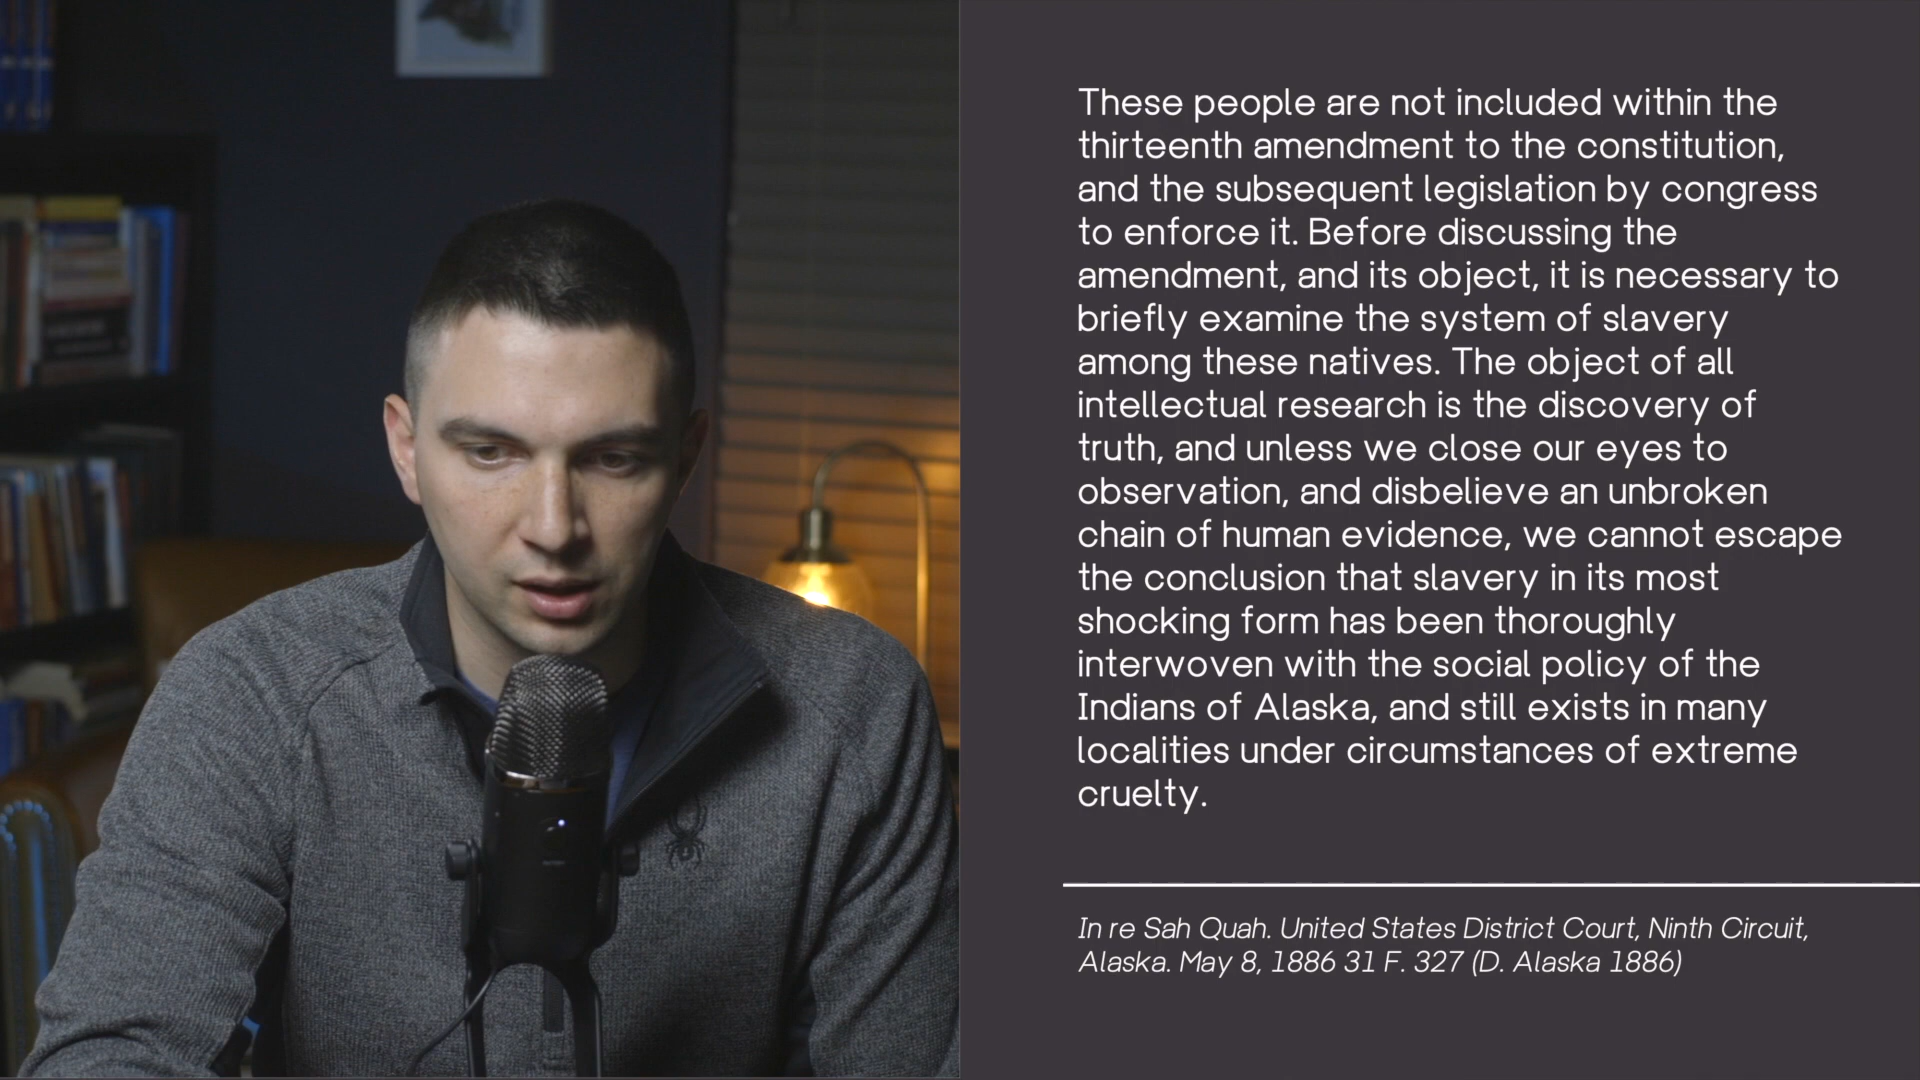 These people are not included within the
thirteenth amendment to the constitution,
and the subsequent legislation by congress
to enforce it. Before discussing the
amendment, and its object, it is necessary to
briefly examine the system of slavery
among these natives. The object of all
intellectual research is the discovery of
truth, and unless we close our eyes to
observation, and disbelieve an unbroken
chain of human evidence, we cannot escape
the conclusion that slavery in its most
shocking form has been thoroughly
interwoven with the social policy of the
Indians of Alaska, and still exists in many
localities under circumstances of extreme
cruelty.
In re Sah Quah. United States District Court, Ninth Circuit,
Alaska. May 8, 1886 31 F. 327 (D. Alaska 1886)